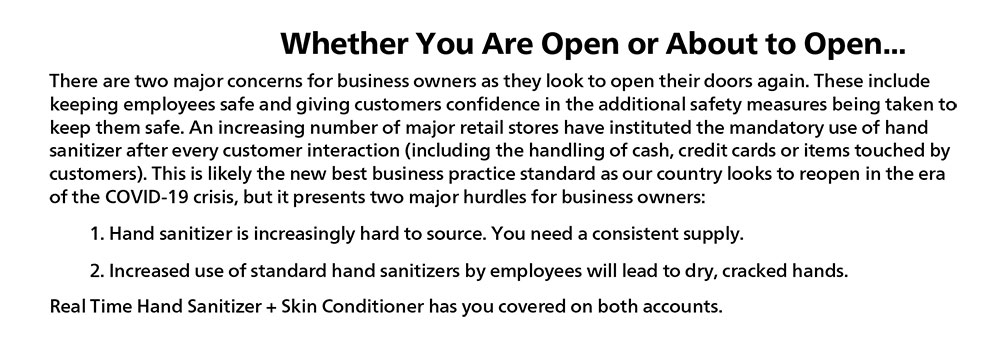 Whether You Are Open or About to Open...
There are two major concerns for business owners as they look to open their doors again. These include
keeping employees safe and giving customers confidence in the additional safety measures being taken to
keep them safe. An increasing number of major retail stores have instituted the mandatory use of hand
sanitizer after every customer interaction (including the handling of cash, credit cards or items touched by
customers). This is likely the new best business practice standard as our country looks to reopen in the era
of the COVID-19 crisis, but it presents two major hurdles for business owners:
1. Hand sanitizer is increasingly hard to source. You need a consistent supply.
2. Increased use of standard hand sanitizers by employees will lead to dry, cracked hands.
Real Time Hand Sanitizer + Skin Conditioner has you covered on both accounts.